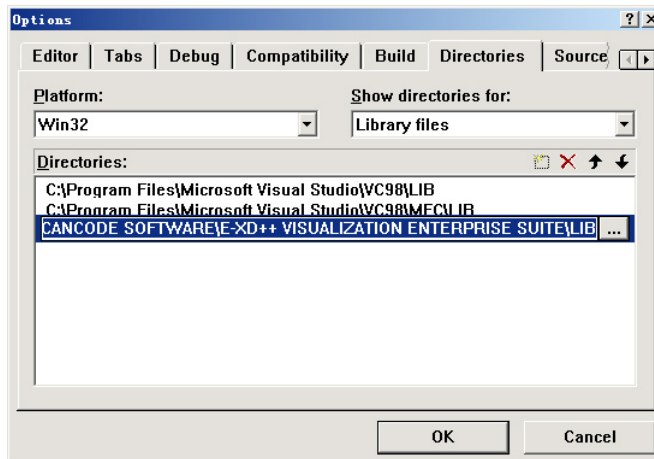 Options
Editor Tabs Debug Compatibility Build Directories Source
Platform: Show directories for:
Win32 Library files
Directories:
C:\Program Files\Microsoft Visual Studio\VC98\LIB
C:\Program Files\Microsoft Visual Studio\VC98\MFC\LIB
CANCODE SOFTWARE\E-XD++ VISUALIZATION ENTERPRISE SUITE\LIB ...
OK Cancel